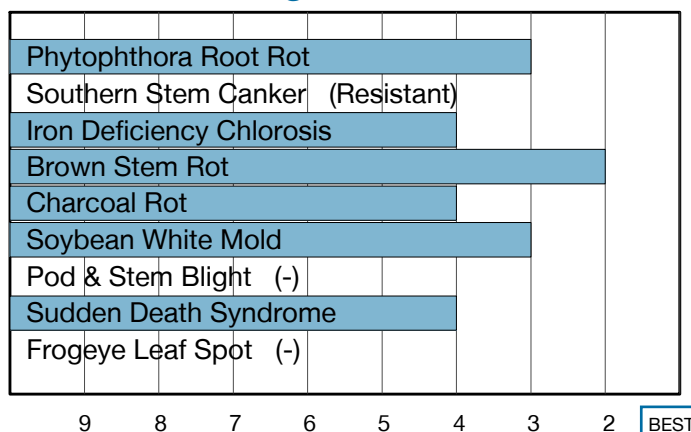 Phytophthora Root Rot
Southern Stem Canker (Resistant)
Iron Deficiency Chlorosis
Brown Stem Rot
Charcoal Rot
Soybean White Mold
Pod & Stem Blight (-)
Sudden Death Syndrome
Frogeye Leaf Spot (-)
9 8 7 6 5 4 3 2 BEST